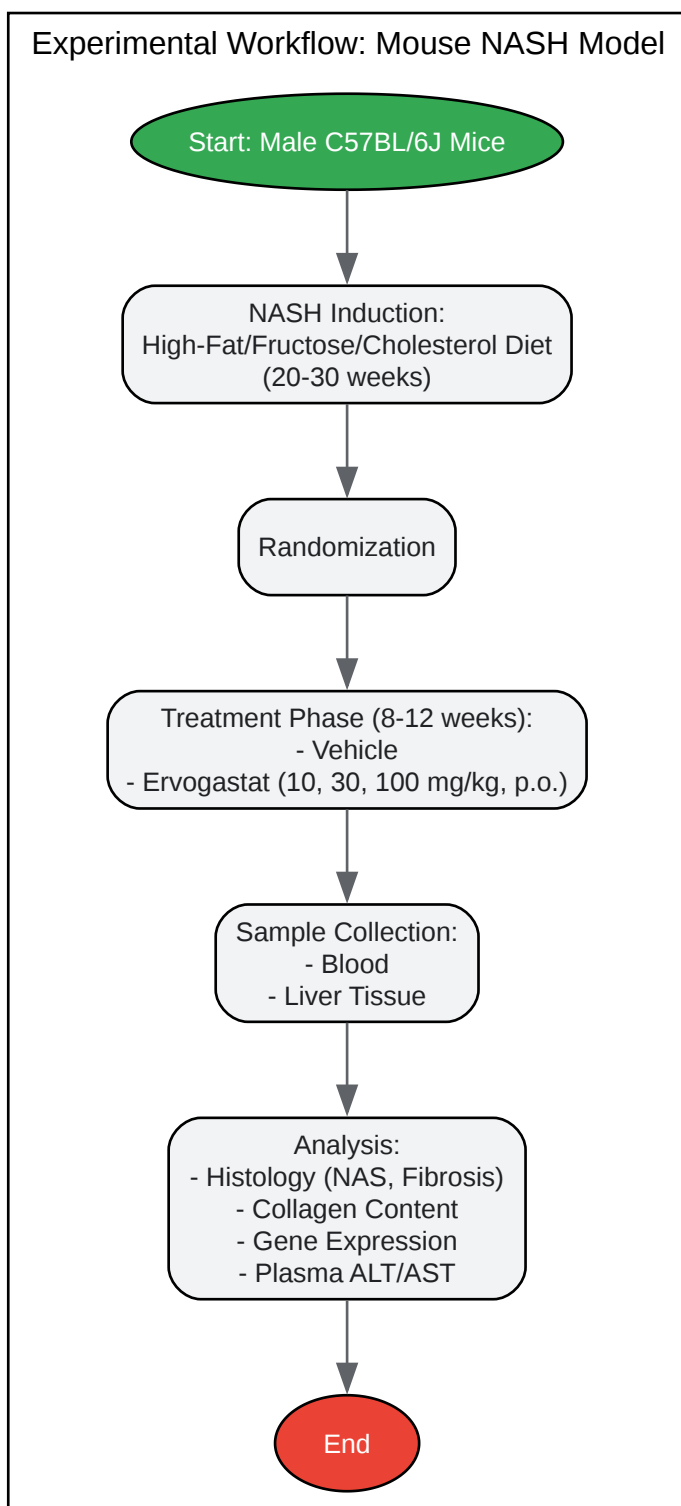 Experimental Workflow: Mouse NASH Model
Start: Male C57BL/6J Mice
NASH Induction:
High-Fat/Fructose/Cholesterol Diet
(20-30 weeks)
Randomization
Treatment Phase (8-12 weeks):
- Vehicle
- Ervogastat (10, 30, 100 mg/kg, p.o.)
Sample Collection:
- Blood
- Liver Tissue
Analysis:
- Histology (NAS, Fibrosis)
- Collagen Content
- Gene Expression
- Plasma ALT/AST
End